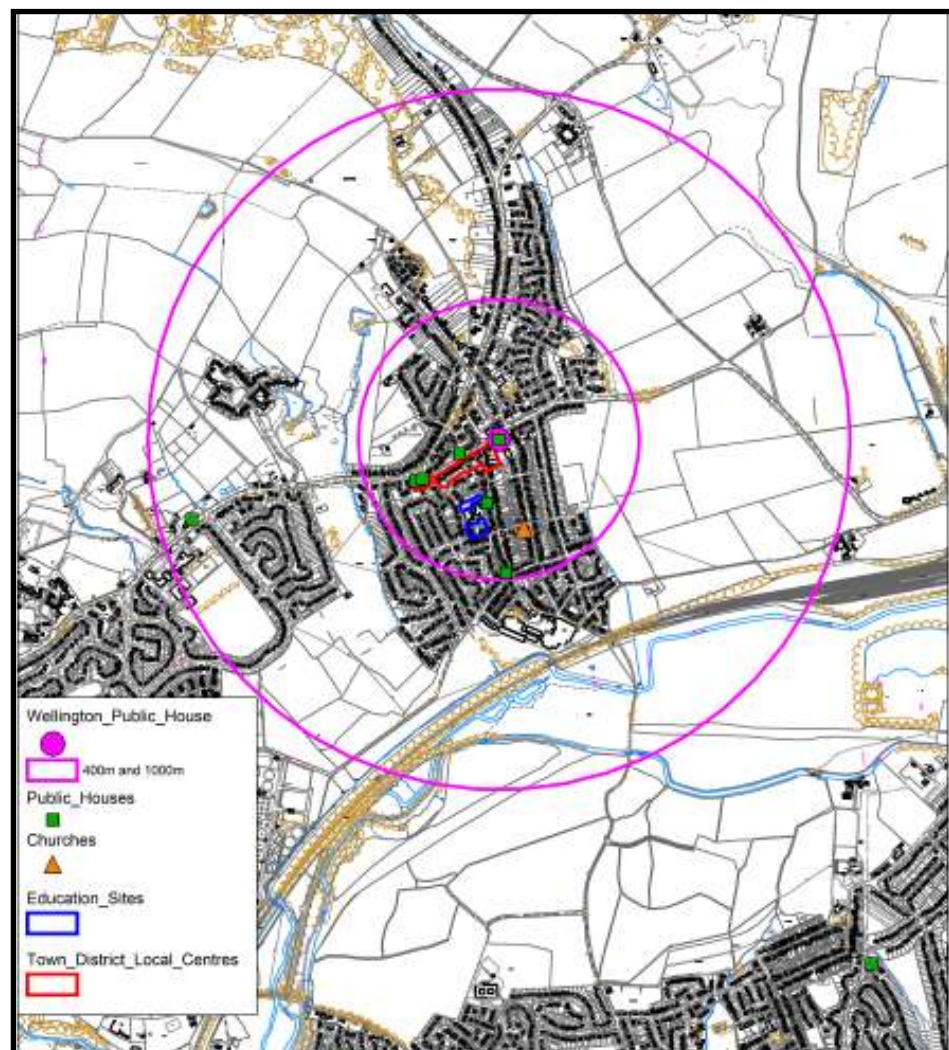 Wellington_Public_House
400m and 1000m
Public_Houses
Churches
Education_Sites
Town_District_Local_Centres